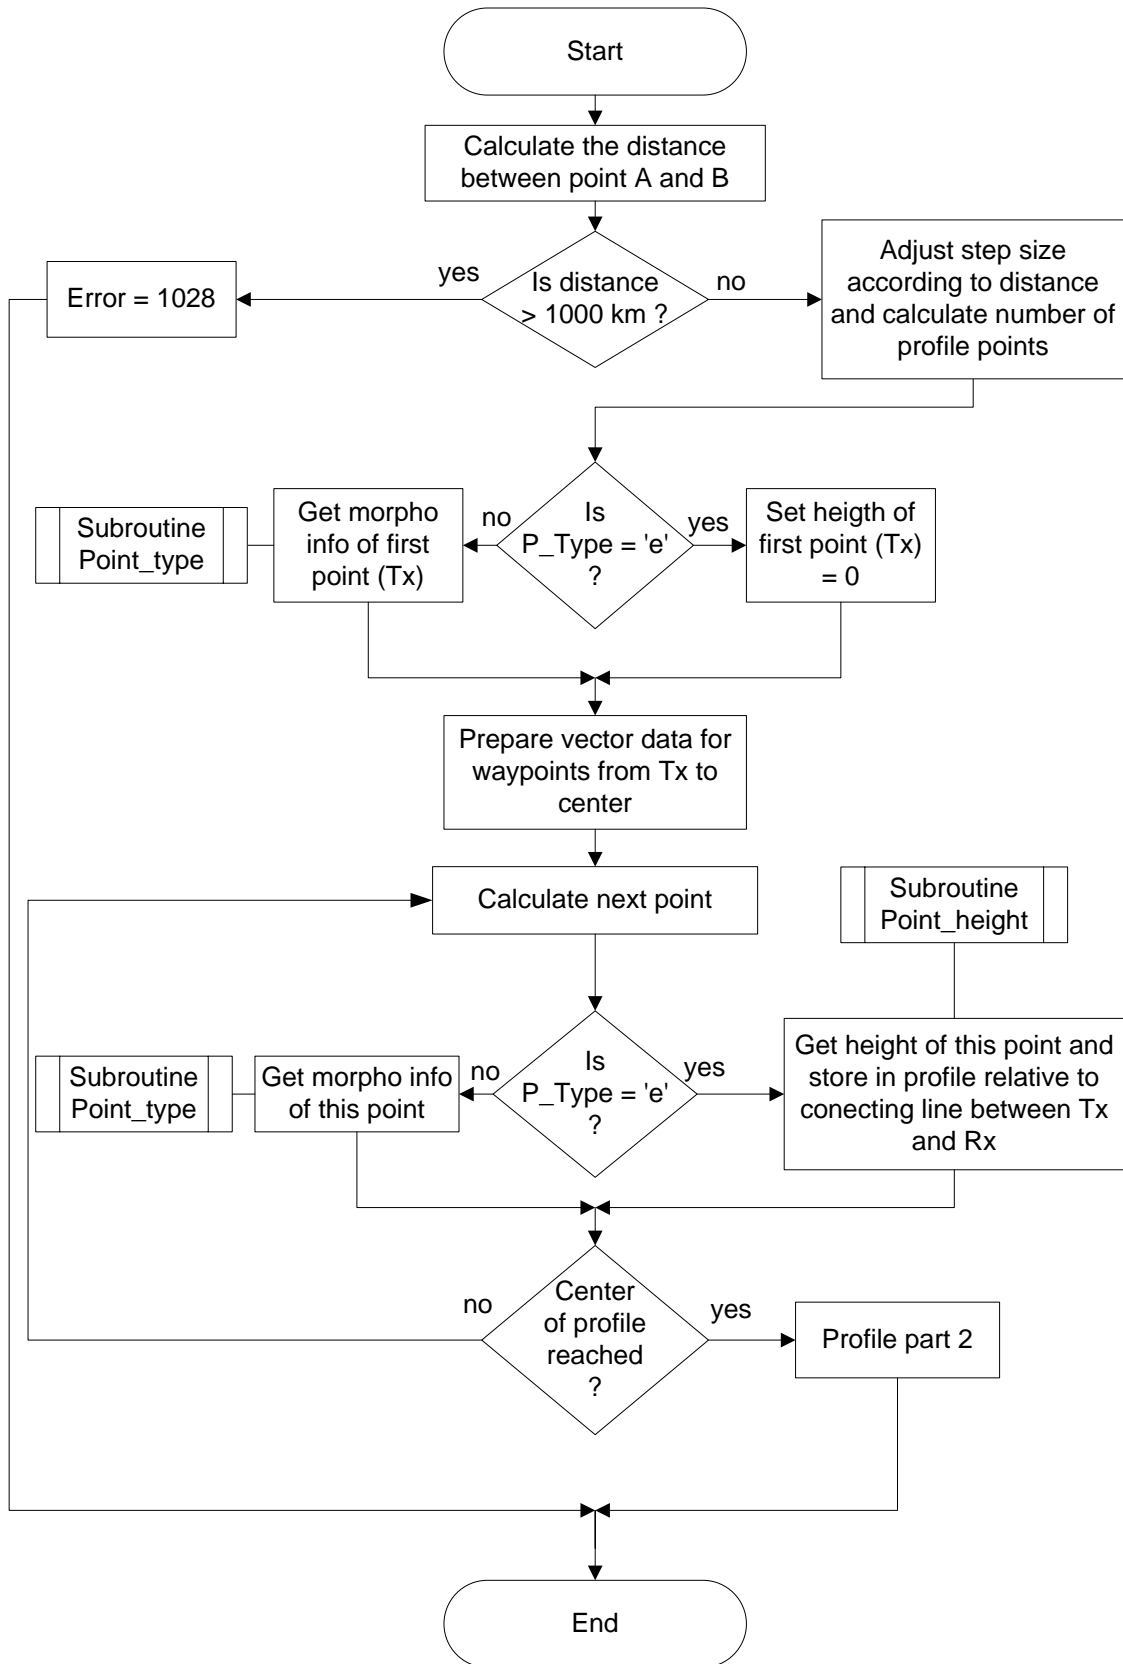 Start
Calculate the distance
between point A and B
yes
Is distance
> 1000 km ?
no
Error = 1028
Adjust step size
according to distance
and calculate number of
profile points
Subroutine
Point_type
Get morpho
info of first
point (Tx)
no
Is
P_Type = 'e'
?
yes
Set heigth of
first point (Tx)
= 0
Prepare vector data for
waypoints from Tx to
center
Calculate next point
Subroutine
Point_height
Subroutine
Point_type
Get morpho info
of this point
no
Is
P_Type = 'e'
?
yes
Get height of this point and
store in profile relative to
conecting line between Tx
and Rx
no
Center
of profile
reached
?
yes
Profile part 2
End